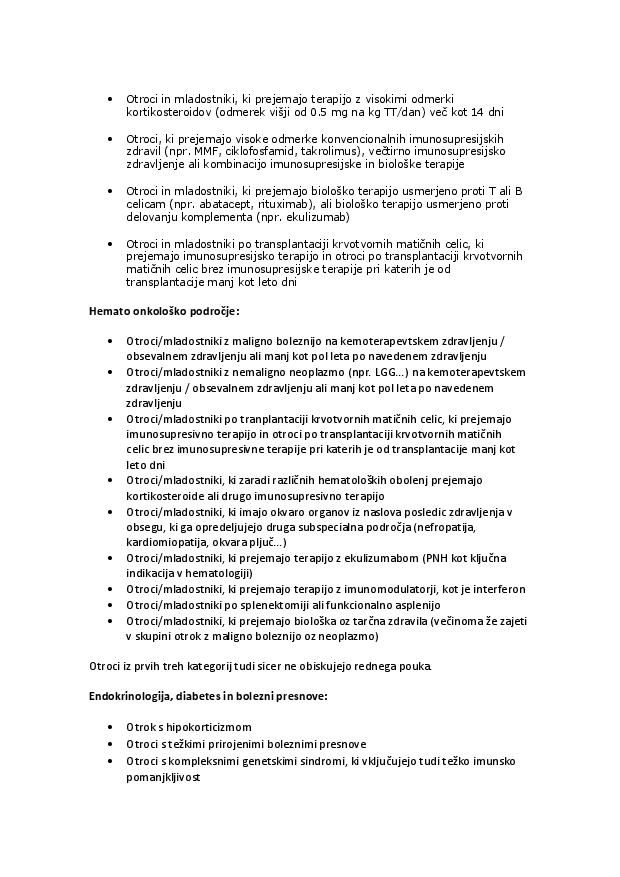 • Otroci in mladostniki, ki prejemajo terapijo z visokimi odmerki
kortikosteroidov (odmerek višji od 0.5 mg na kg TT/dan) več kot 14 dni
• Otroci, ki prejemajo visoke odmerke konvencionalnih imunosupresijskih
zdravil (npr. MMF, ciklofosfamid, takrolimus), večtirno imunosupresijsko
zdravljenje ali kombinacijo imunosupresijske in biološke terapije
• Otroci in mladostniki, ki prejemajo biološko terapijo usmerjeno proti T ali B
celicam (npr. abatacept, rituximab), ali biološko terapijo usmerjeno proti
delovanju komplementa (npr. ekulizumab)
• Otroci in mladostniki po transplantaciji krvotvornih matičnih celic, ki
prejemajo imunosupresijsko terapijo in otroci po transplantaciji krvotvornih
matičnih celic brez imunosupresijske terapije pri katerih je od
transplantacije manj kot leto dni
Hemato onkološko področje:
• Otroci/mladostniki z maligno boleznijo na kemoterapevtskem zdravljenju /
obsevalnem zdravljenju ali manj kot pol leta po navedenem zdravljenju
• Otroci/mladostniki z nemaligno neoplazmo (npr. LGG…) na kemoterapevtskem
zdravljenju / obsevalnem zdravljenju ali manj kot pol leta po navedenem
zdravljenju
• Otroci/mladostniki po tranplantaciji krvotvornih matičnih celic, ki prejemajo
imunosupresivno terapijo in otroci po transplantaciji krvotvornih matičnih
celic brez imunosupresivne terapije pri katerih je od transplantacije manj kot
leto dni
• Otroci/mladostniki, ki zaradi različnih hematoloških obolenj prejemajo
kortikosteroide ali drugo imunosupresivno terapijo
• Otroci/mladostniki, ki imajo okvaro organov iz naslova posledic zdravljenja v
obsegu, ki ga opredeljujejo druga subspecialna področja (nefropatija,
kardiomiopatija, okvara pljuč…)
• Otroci/mladostniki, ki prejemajo terapijo z ekulizumabom (PNH kot ključna
indikacija v hematologiji)
• Otroci/mladostniki, ki prejemajo terapijo z imunomodulatorji, kot je interferon
• Otroci/mladostniki po splenektomiji ali funkcionalno asplenijo
• Otroci/mladostniki, ki prejemajo biološka oz tarčna zdravila (večinoma že zajeti
v skupini otrok z maligno boleznijo oz neoplazmo)
Otroci iz prvih treh kategorij tudi sicer ne obiskujejo rednega pouka.
Endokrinologija, diabetes in bolezni presnove:
• Otrok s hipokorticizmom
• Otroci s težkimi prirojenimi boleznimi presnove
• Otroci s kompleksnimi genetskimi sindromi, ki vključujejo tudi težko imunsko
pomanjkljivost